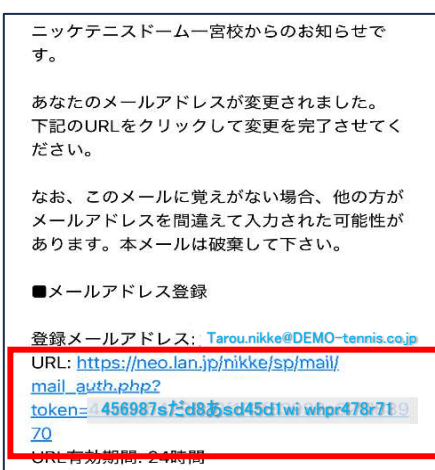 ニッケテニスドーム一宮校からのお知らせで
す。
あなたのメールアドレスが変更されました。
下記のURLをクリックして変更を完了させてく
ださい。
なお、このメールに覚えがない場合、他の方が
メールアドレスを間違えて入力された可能性が
あります。本メールは破棄して下さい。
■メールアドレス登録
登録メールアドレス: Tarou.nikke@DEMO-tennis.co.jp
URL: https://neo.lan.jp/nikke/sp/mail/
mail_auth.php?
token= 456987sだd8あsd45d1wi whpr478r71
70
URL有効期間: 24時間